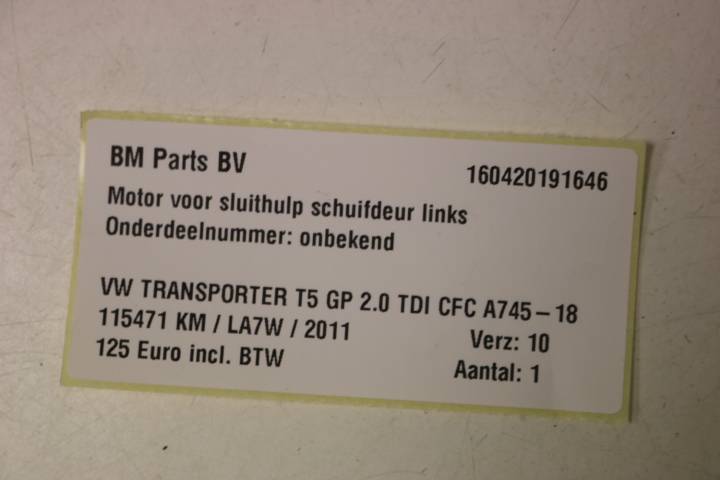 BM Parts BV 160420191646
Motor voor sluithulp schuifdeur links
Onderdeelnummer: onbekend
VW TRANSPORTER T5 GP 2.0 TDI CFC A745-18
115471 KM / LA7W / 2011 Verz: 10
125 Euro incl. BTW Aantal: 1